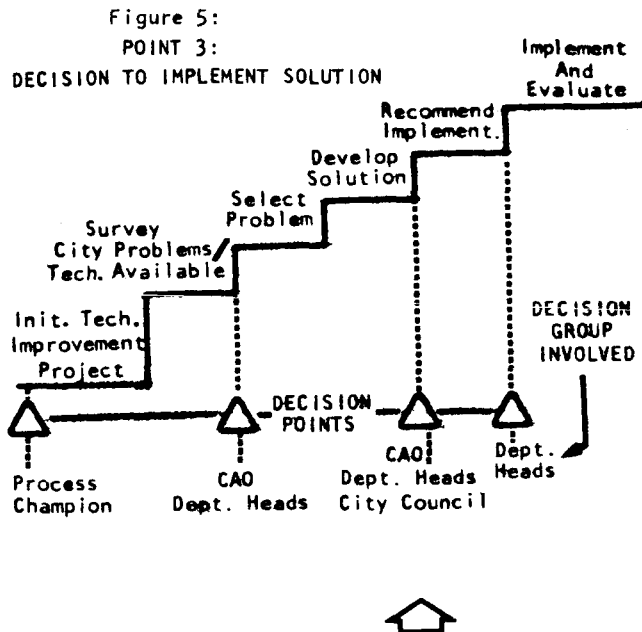 Figure 5:
POINT 3:
DECISION TO IMPLEMENT SOLUTION
Implement
And
Evaluate
Recommend
Implement.
Develop
Solution
Select
Problem
Survey
City Problems/
Tech. Available
Init. Tech.
Improvement
Project
DECISION
GROUP
INVOLVED
DECISION
POINTS
Process
Champion
CAO
Dept. Heads
CAO
Dept. Heads
City Council
Dept.
Heads